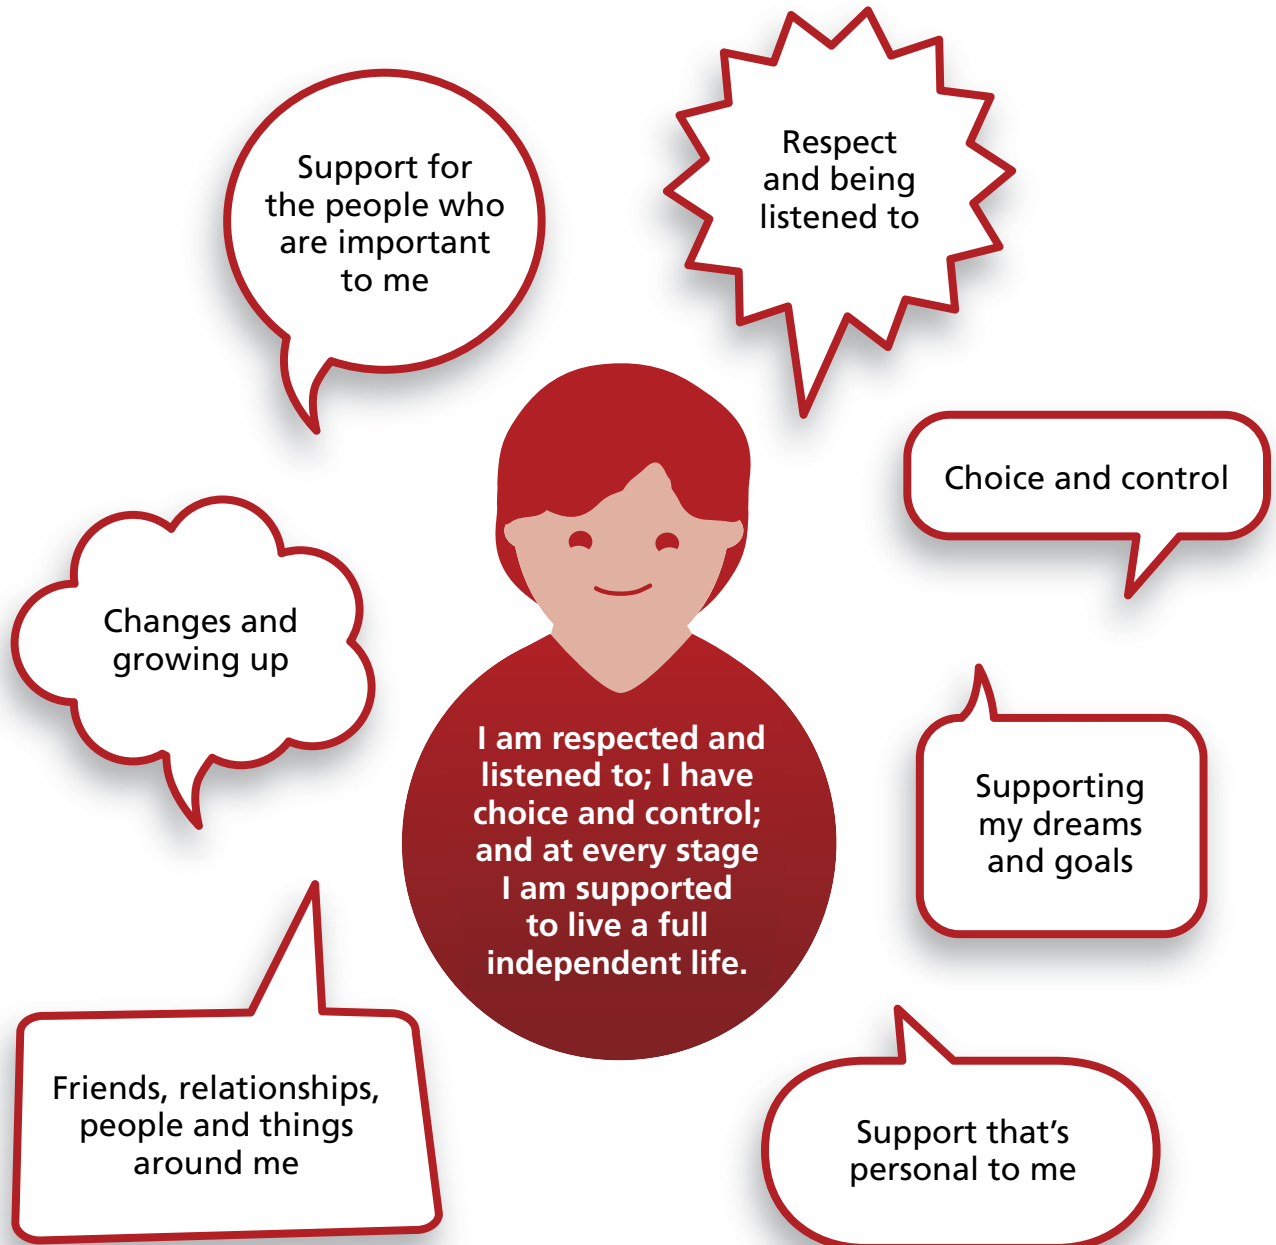 Support for
the people who
are important
to me
Respect
and being
listened to
Choice and control
Changes and
growing up
I am respected and
listened to; I have
choice and control;
and at every stage
I am supported
to live a full
independent life.
Supporting
my dreams
and goals
Friends, relationships,
people and things
around me
Support that’s
personal to me